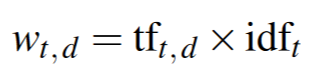 w_{t,d} = tf_{t,d} × idf_t